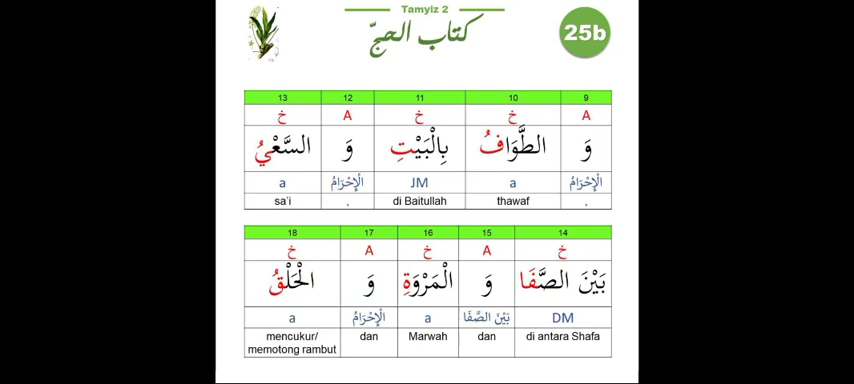 Tamyiz 2
كتاب الحجّ
25b
13 12 11 10 9
خ A خ خ A
وَ الطَّوَافُ بِالْبَيْتِ وَ السَّعْيُ
a الْإِحْرَامُ JM a الْإِحْرَامُ
sa'i . di Baitullah thawaf .
18 17 16 15 14
خ A خ A خ
بَيْنَ الصَّفَا وَ الْمَرْوَةِ وَ الْحَلْقُ
a الْإِحْرَامُ a بَيْنَ الصَّفَا DM
mencukur/ memotong rambut dan Marwah dan di antara Shafa